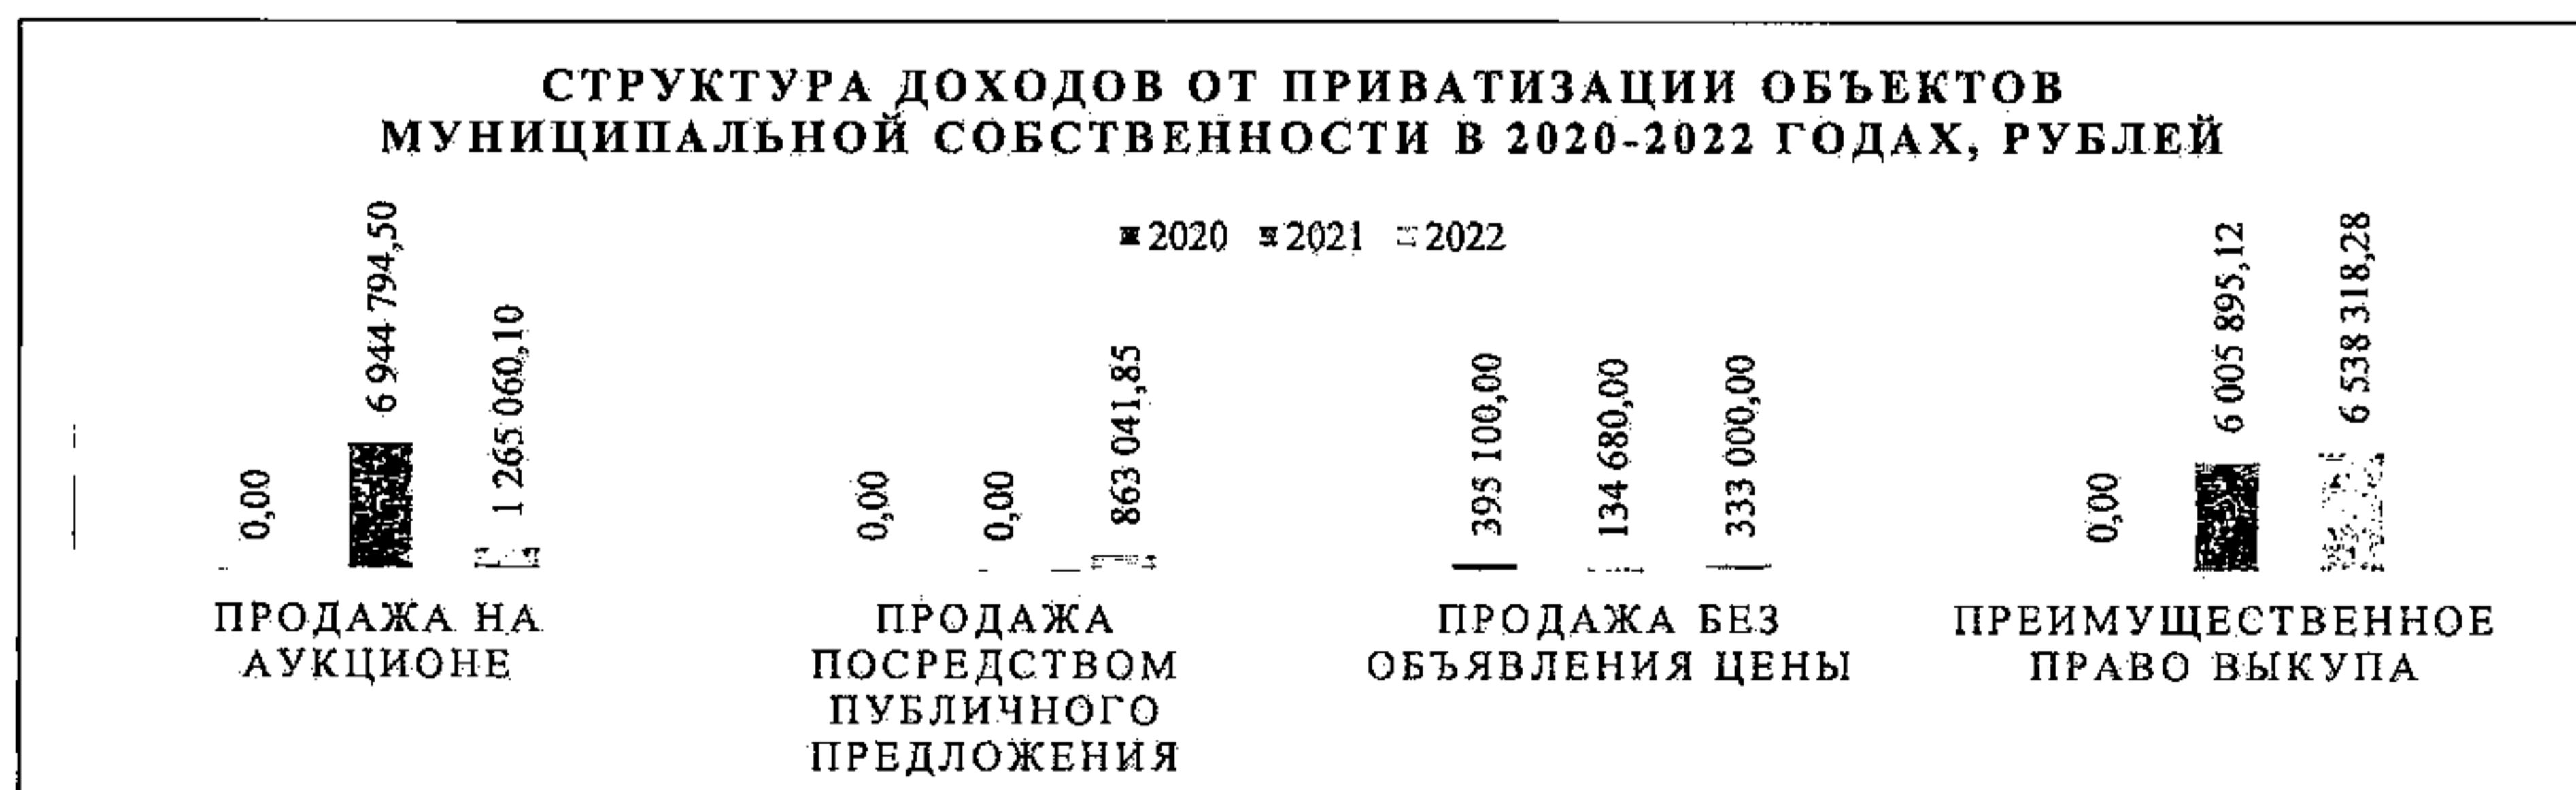 СТРУКТУРА ДОХОДОВ ОТ ПРИВАТИЗАЦИИ ОБЪЕКТОВ
МУНИЦИПАЛЬНОЙ СОБСТВЕННОСТИ В 2020-2022 ГОДАХ, РУБЛЕЙ
2020 2021 2022
0,00
6 944 794,50
1 265 060,10
0,00
0,00
863 041,85
395 100,00
134 680,00
333 000,00
0,00
6 005 895,12
6 538 318,28
ПРОДАЖА НА
АУКЦИОНЕ
ПРОДАЖА
ПОСРЕДСТВОМ
ПУБЛИЧНОГО
ПРЕДЛОЖЕНИЯ
ПРОДАЖА БЕЗ
ОБЪЯВЛЕНИЯ ЦЕНЫ
ПРЕИМУЩЕСТВЕННОЕ
ПРАВО ВЫКУПА